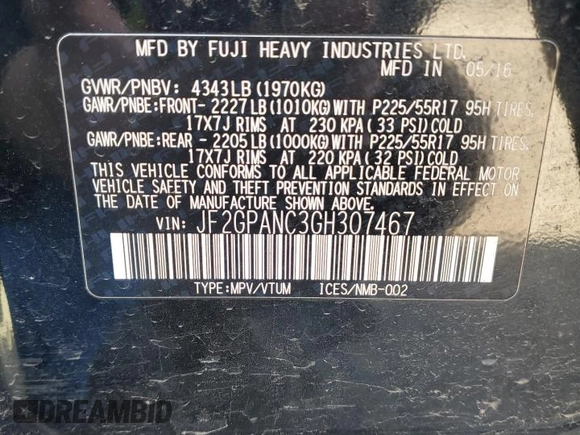 MFD BY FUJI HEAVY INDUSTRIES LTD.
MFD IN 05/16
GVWR/PNBV: 4343LB(1970KG)
GAWR/PNBE:FRONT- 2227LB(1010KG)WITH P225/55R17 95H TIRES,
17X7J RIMS AT 230 KPA( 33 PSI)COLD
GAWR/PNBE:REAR - 2205LB(1000KG)WITH P225/55R17 95H TIRES,
17X7J RIMS AT 220 KPA( 32 PSI)COLD
THIS VEHICLE CONFORMS TO ALL APPLICABLE FEDERAL MOTOR
VEHICLE SAFETY AND THEFT PREVENTION STANDARDS IN EFFECT ON
THE DATE OF MANUFACTURE SHOWN ABOVE.
VIN: JF2GPANC3GH307467
TYPE:MPV/VTUM ICES/NMB-002
DREAMBID